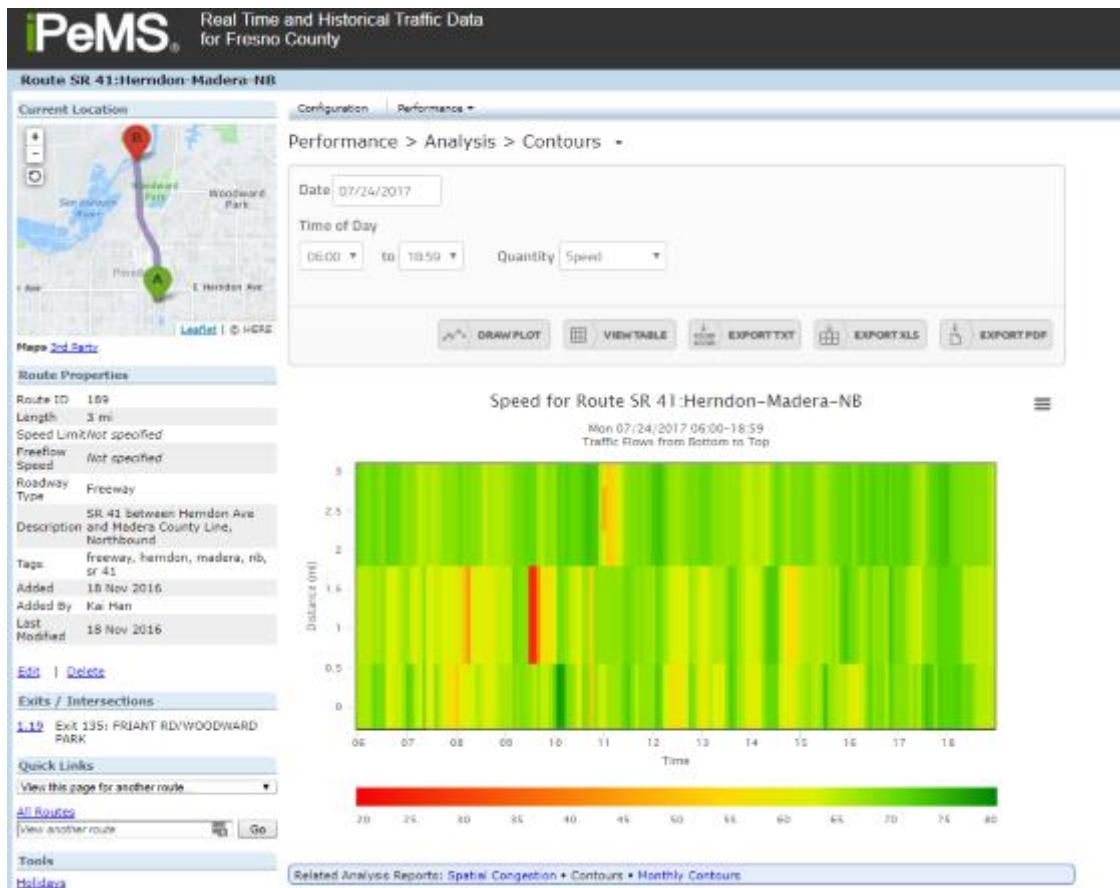 iPeMS® Real Time and Historical Traffic Data
for Fresno County
Route SR 41:Herndon-Madera-NB
Current Location
+
-
B
Woodward
Park
Woodward
Park
A
E Herndon Ave
Leaflet | © HERE
Maps 3rd Party
Route Properties
Route ID 189
Length 3 mi
Speed Limit Not specified
Freeflow
Speed Not specified
Roadway
Type Freeway
Description SR 41 between Herndon Ave
and Madera County Line,
Northbound
Tags freeway, herndon, madera, nb,
sr 41
Added 18 Nov 2016
Added By Kai Han
Last
Modified 18 Nov 2016
Edit | Delete
Exits / Intersections
1.19 Exit 135: FRIANT RD/WOODWARD
PARK
Quick Links
View this page for another route
All Routes
View another route Go
Tools
Holidays
Configuration | Performance
Performance > Analysis > Contours
Date 07/24/2017
Time of Day
06:00 to 18:59 Quantity Speed
DRAW PLOT VIEW TABLE EXPORT TXT EXPORT XLS EXPORT PDF
Speed for Route SR 41:Herndon-Madera-NB
Mon 07/24/2017 06:00-18:59
Traffic Flows from Bottom to Top
Distance (mi)
3
2.5
2
1.5
1
0.5
0
06 07 08 09 10 11 12 13 14 15 16 17 18
Time
20 25 30 35 40 45 50 55 60 65 70 75 80
Related Analysis Reports: Spatial Congestion • Contours • Monthly Contours